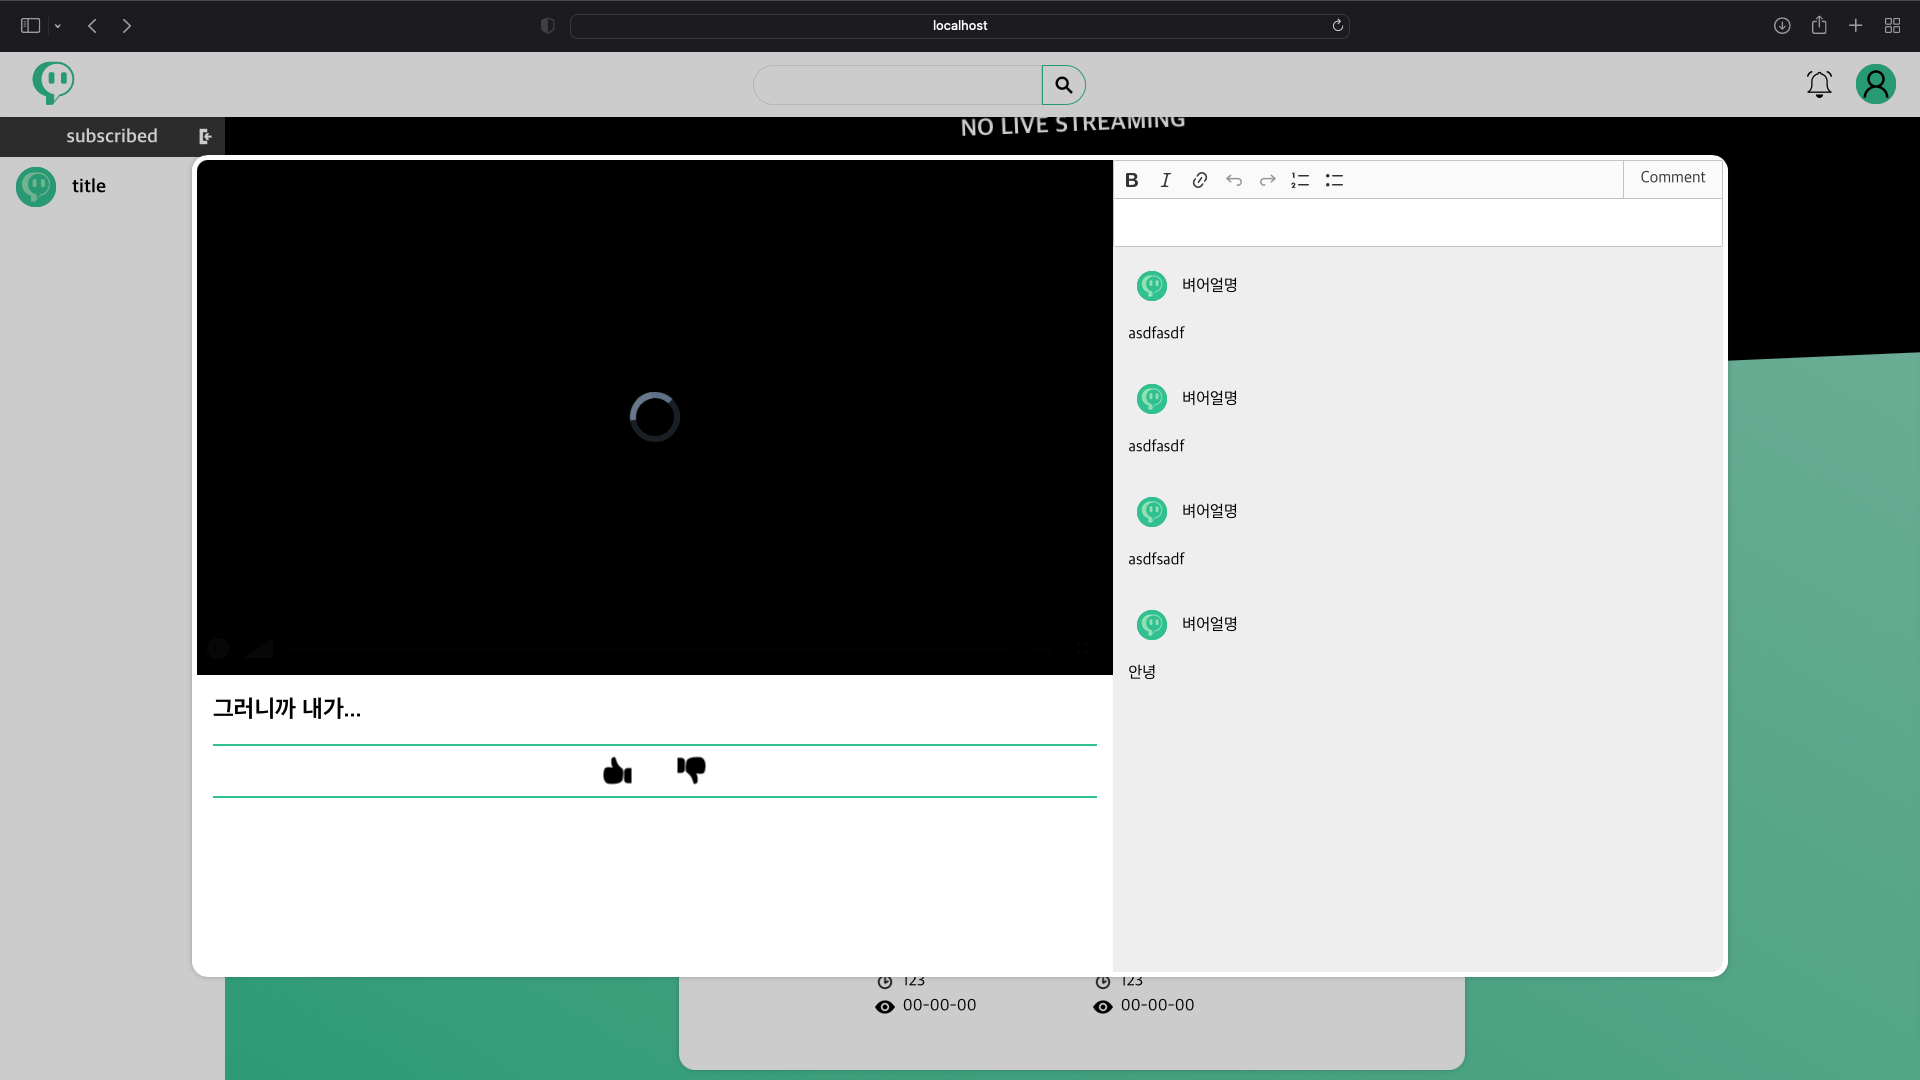 localhost
NO LIVE STREAMING
subscribed
title
B I
Comment
벼어얼명
asdfasdf
벼어얼명
asdfasdf
벼어얼명
asdfsadf
벼어얼명
안녕
그러니까 내가...
123
123
00-00-00
00-00-00